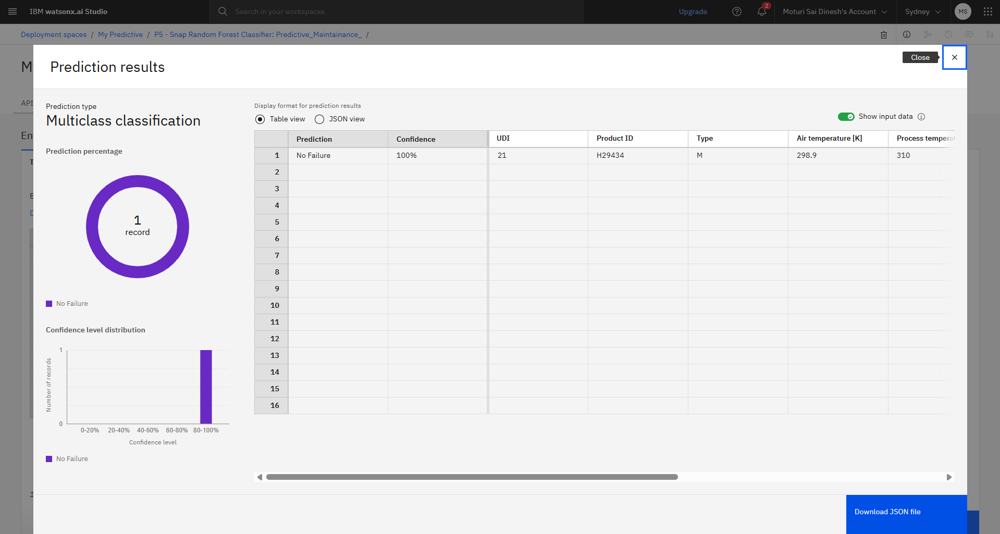 IBM watsonx.ai Studio
Search in your workspaces
Upgrade
2
Moturi Sai Dinesh's Account
Sydney
MS
Deployment spaces / My Predictive / P5 - Snap Random Forest Classifier: Predictive_Maintainance_ /
Prediction results
Close
API
Prediction type
Multiclass classification
Prediction percentage
1
record
No Failure
Confidence level distribution
Number of records
1
0
0-20% 20-40% 40-60% 60-80% 80-100%
Confidence level
No Failure
Display format for prediction results
Table view JSON view
Show input data
Prediction Confidence UDI Product ID Type Air temperature [K] Process tempera
1 No Failure 100% 21 H29434 M 298.9 310
2
3
4
5
6
7
8
9
10
11
12
13
14
15
16
Download JSON file